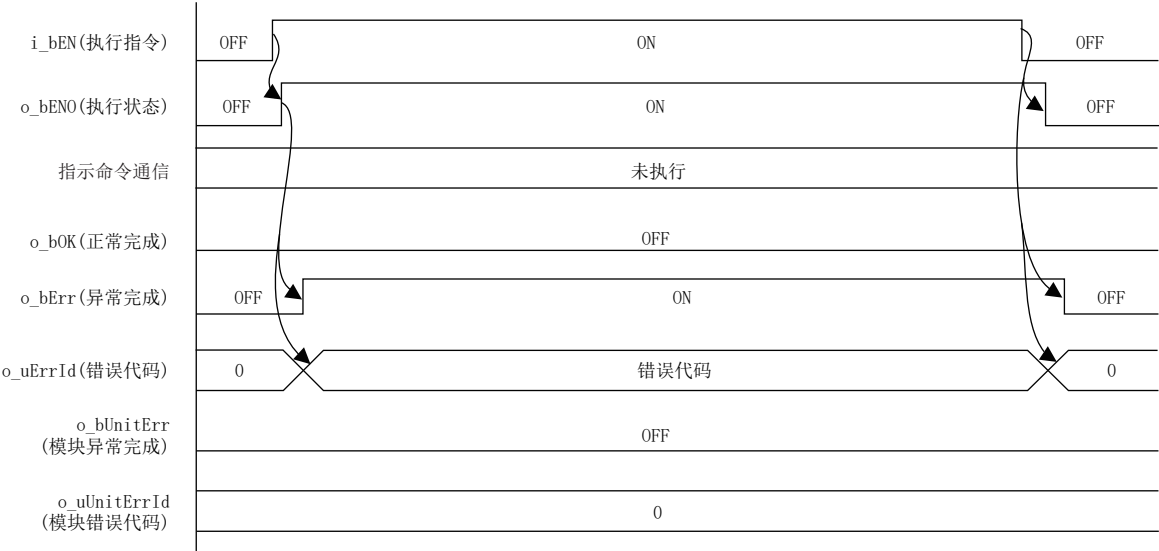 i_bEN(执行指令) OFF ON OFF
o_bENO(执行状态) OFF ON OFF
指示命令通信 未执行
o_bOK(正常完成) OFF
o_bErr(异常完成) OFF ON OFF
o_uErrId(错误代码) 0 错误代码 0
o_bUnitErr
(模块异常完成) OFF
o_uUnitErrId
(模块错误代码) 0